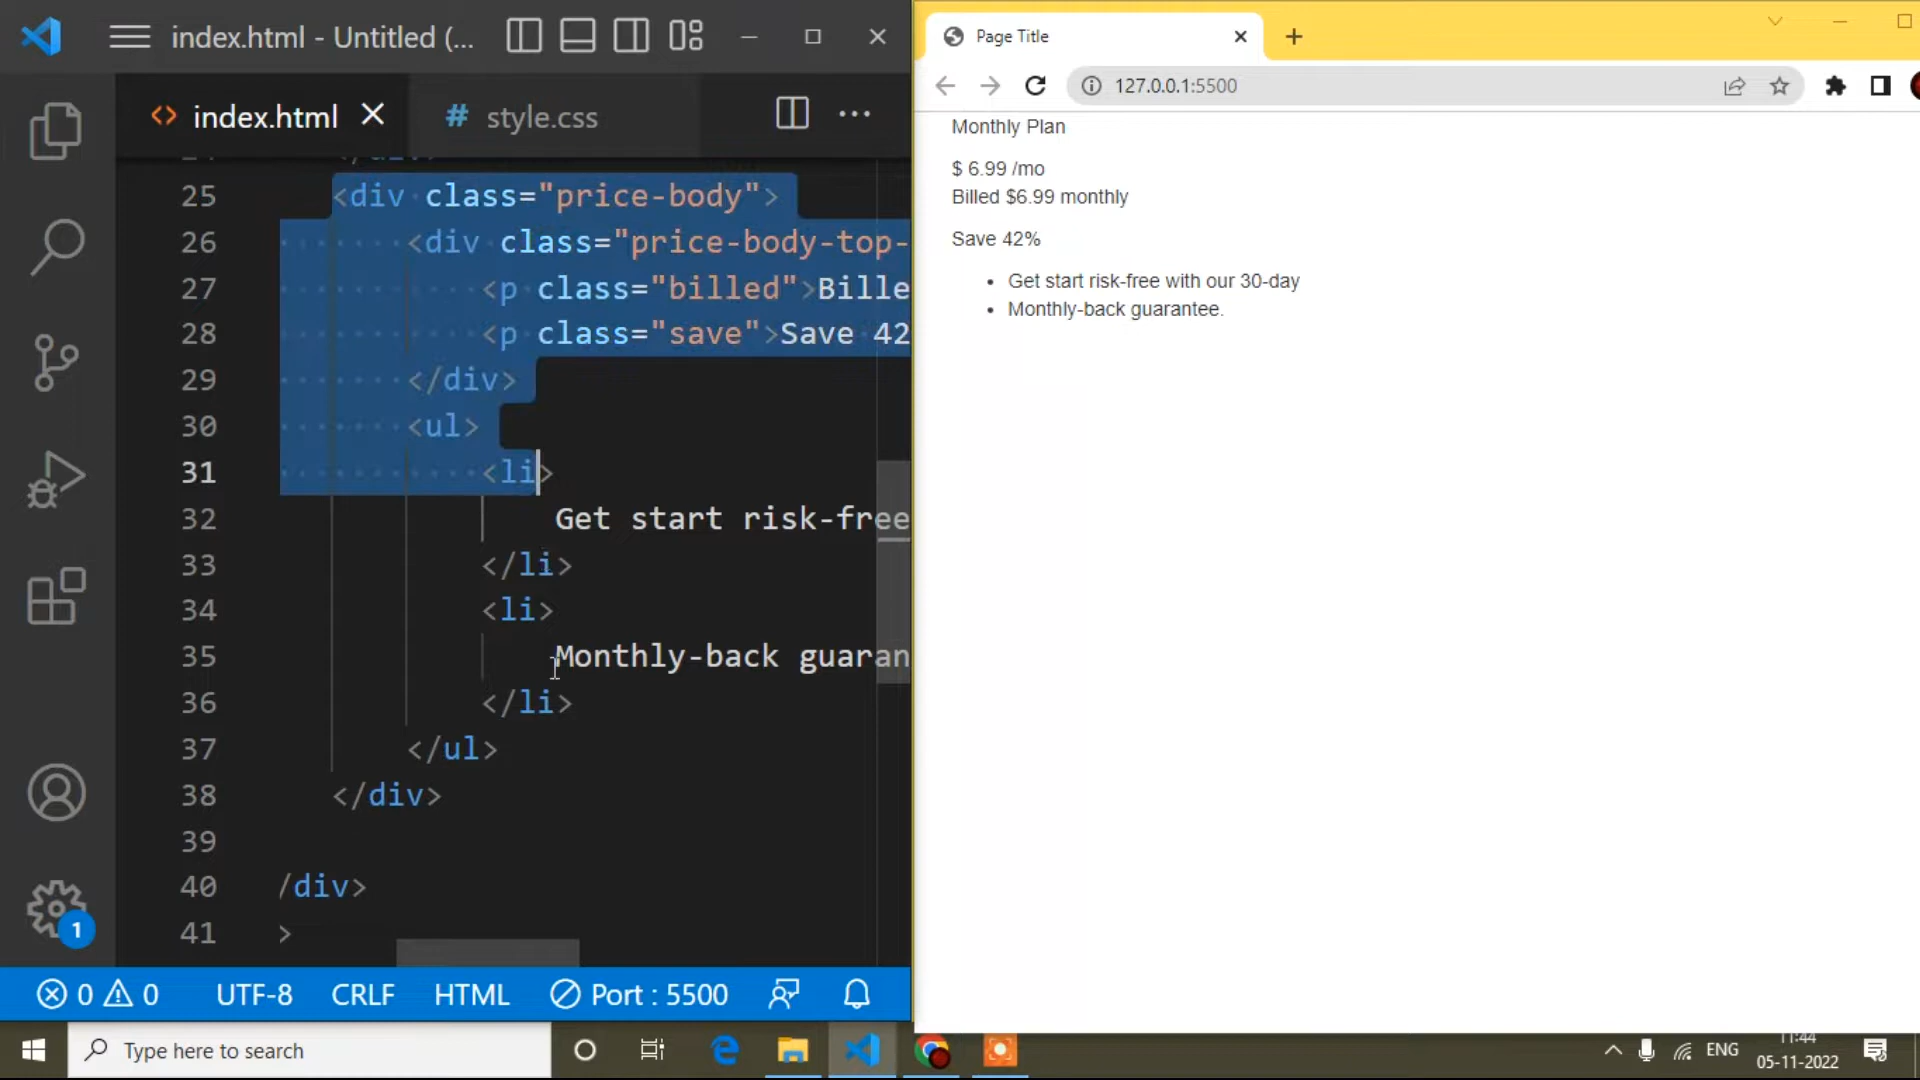 index.html - Untitled (...
index.html
style.css
25 <div class="price-body">
26 <div class="price-body-top-
27 <p class="billed">Bille
28 <p class="save">Save 42
29 </div>
30 <ul>
31 <li>
32 Get start risk-free
33 </li>
34 <li>
35 Monthly-back guaran
36 </li>
37 </ul>
38 </div>
39
40 /div>
41 >
1
0 0 UTF-8 CRLF HTML Port : 5500
Page Title
127.0.0.1:5500
Monthly Plan
$ 6.99 /mo
Billed $6.99 monthly
Save 42%
• Get start risk-free with our 30-day
• Monthly-back guarantee.
Type here to search
ENG
11:44
05-11-2022